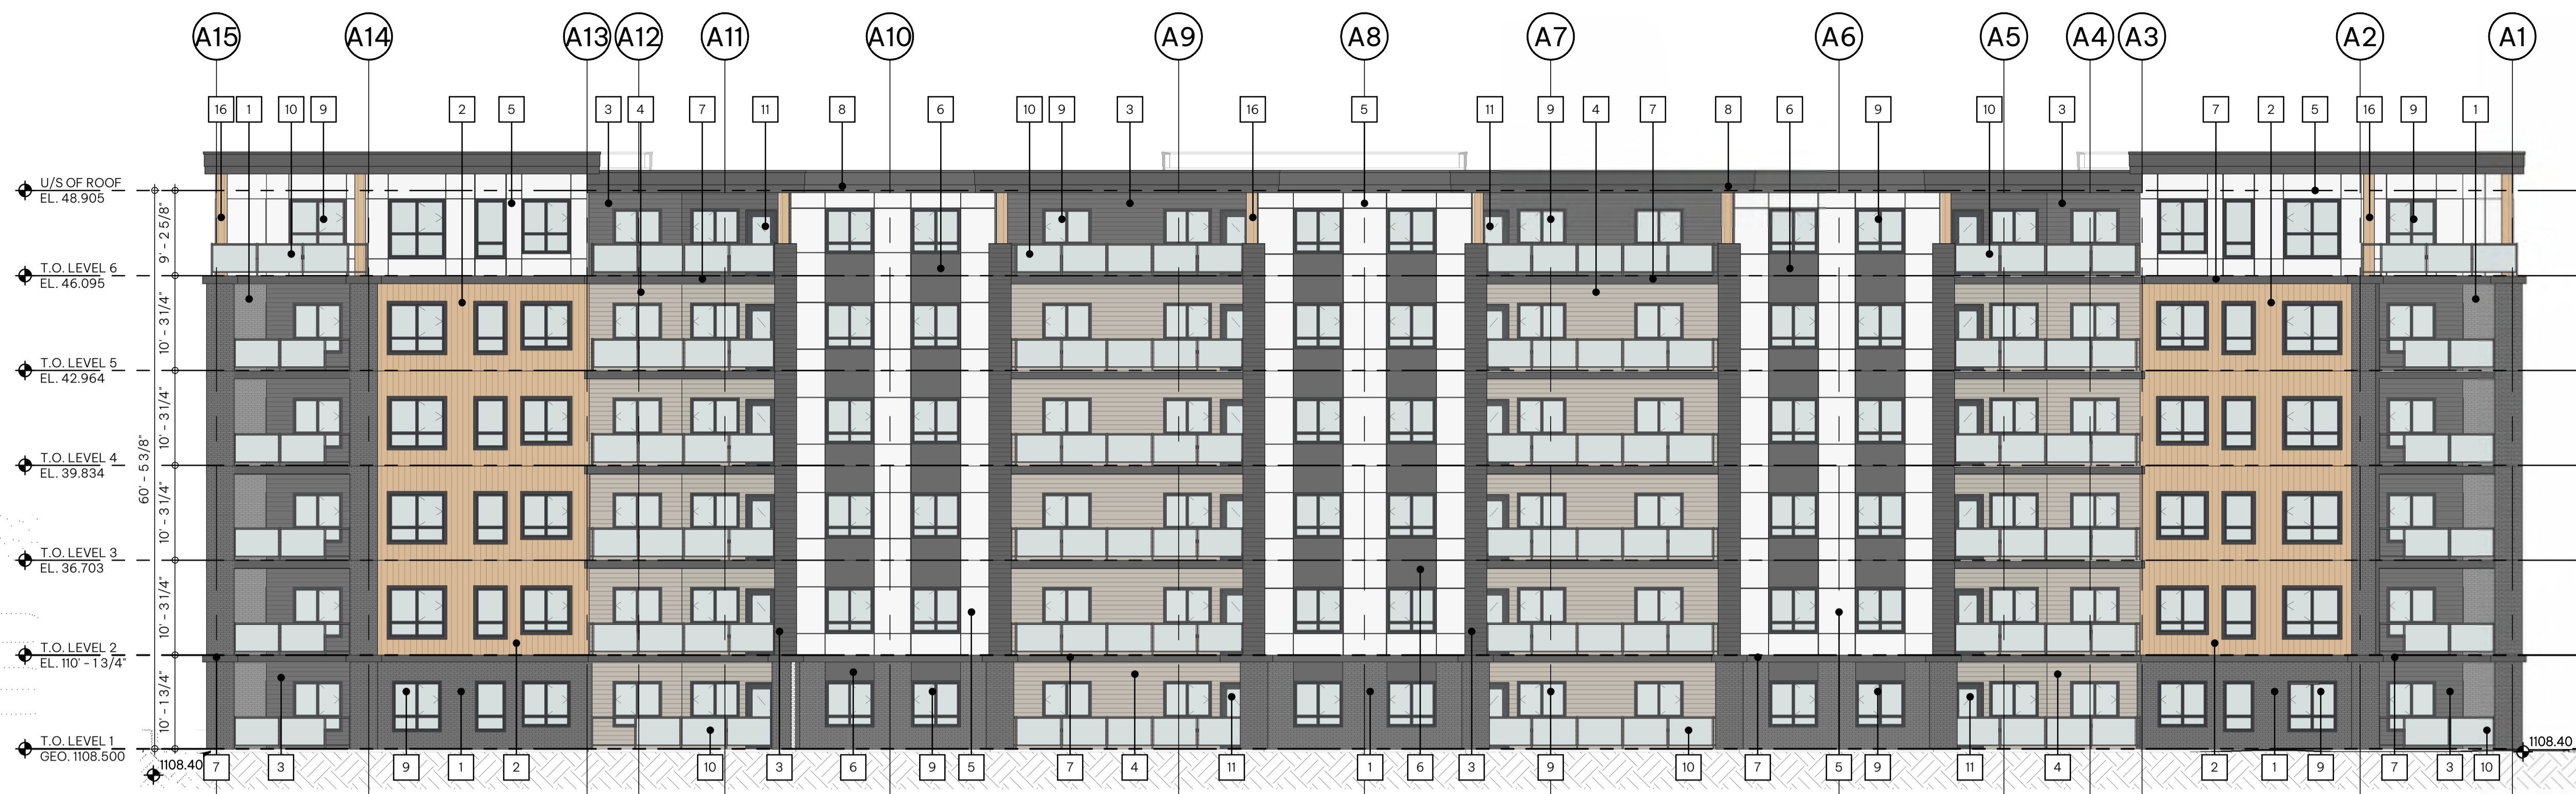 A15 A14 A13 A12 A11 A10 A9 A8 A7 A6 A5 A4 A3 A2 A1
16 1 10 9 2 5 3 4 7 11 8 6 10 9 3 16 5 11 9 4 7 8 6 9 10 3 7 2 5 16 9 1
U/S OF ROOF
EL. 48.905
9' - 2 5/8"
T.O. LEVEL 6
EL. 46.095
10' - 3 1/4"
T.O. LEVEL 5
EL. 42.964
10' - 3 1/4"
T.O. LEVEL 4
EL. 39.834
60' - 5 3/8"
10' - 3 1/4"
T.O. LEVEL 3
EL. 36.703
10' - 3 1/4"
T.O. LEVEL 2
EL. 110' - 1 3/4"
10' - 1 3/4"
T.O. LEVEL 1
GEO. 1108.500
1108.40
1108.40
7 3 9 1 2 10 3 6 9 5 7 4 11 1 6 3 9 10 7 5 9 11 4 2 1 9 7 3 10